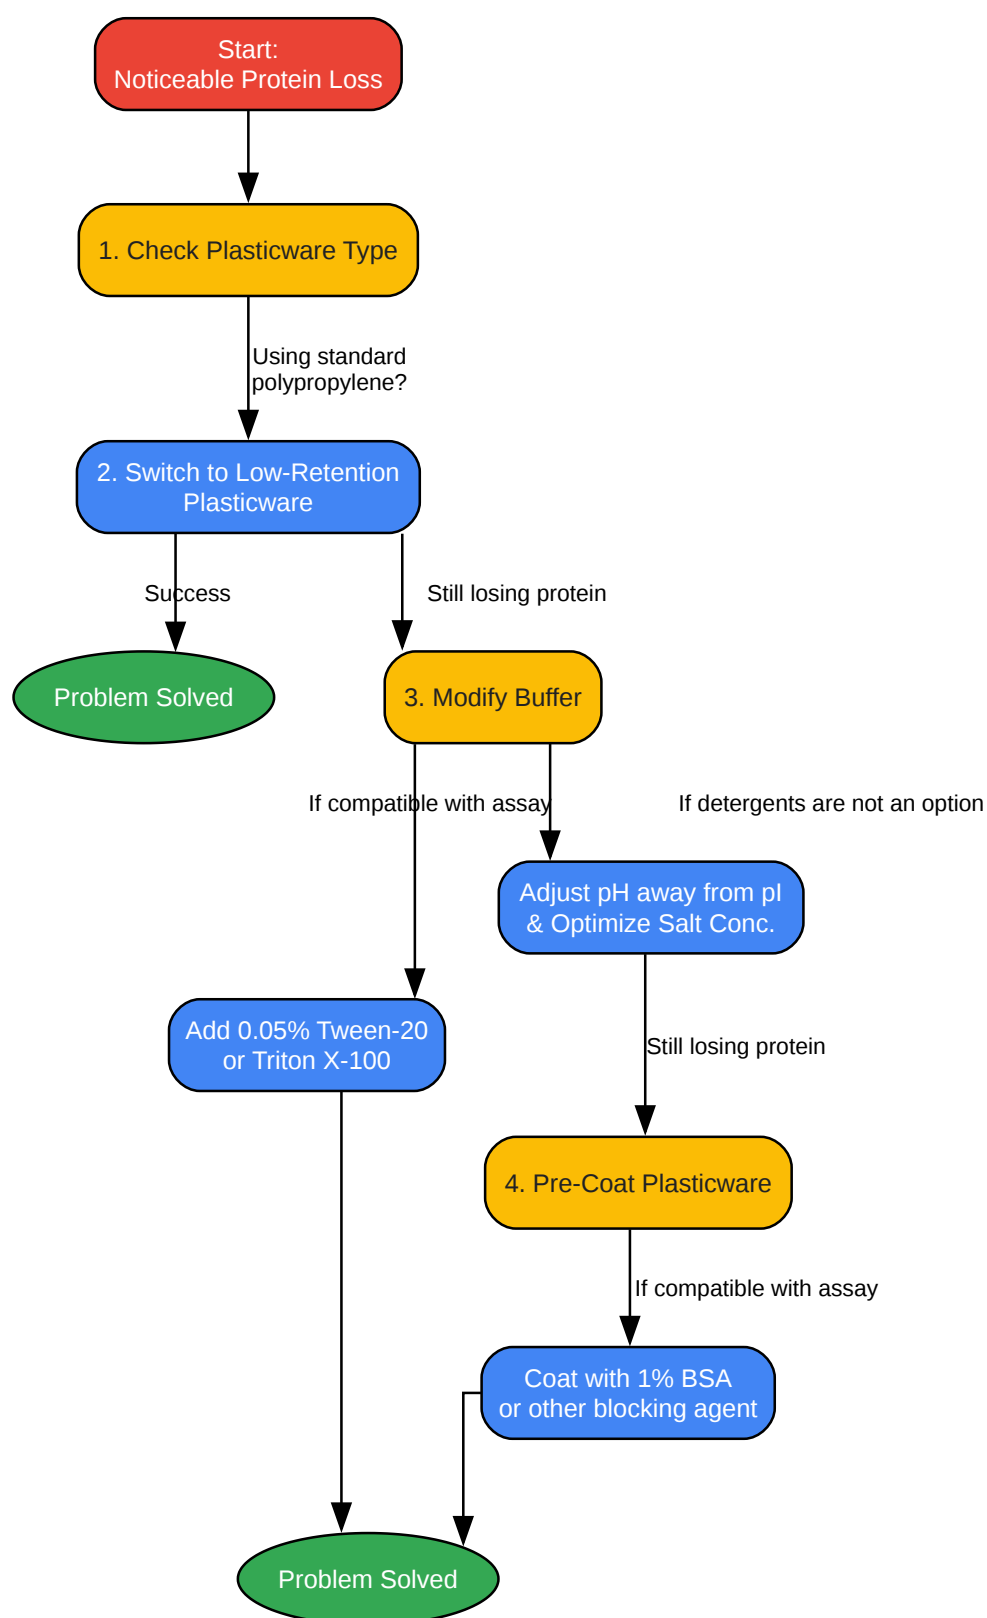 Start:
Noticeable Protein Loss
1. Check Plasticware Type
Using standard
polypropylene?
2. Switch to Low-Retention
Plasticware
Success
Still losing protein
Problem Solved
3. Modify Buffer
If compatible with assay
If detergents are not an option
Adjust pH away from pI
& Optimize Salt Conc.
Add 0.05% Tween-20
or Triton X-100
Still losing protein
4. Pre-Coat Plasticware
If compatible with assay
Coat with 1% BSA
or other blocking agent
Problem Solved